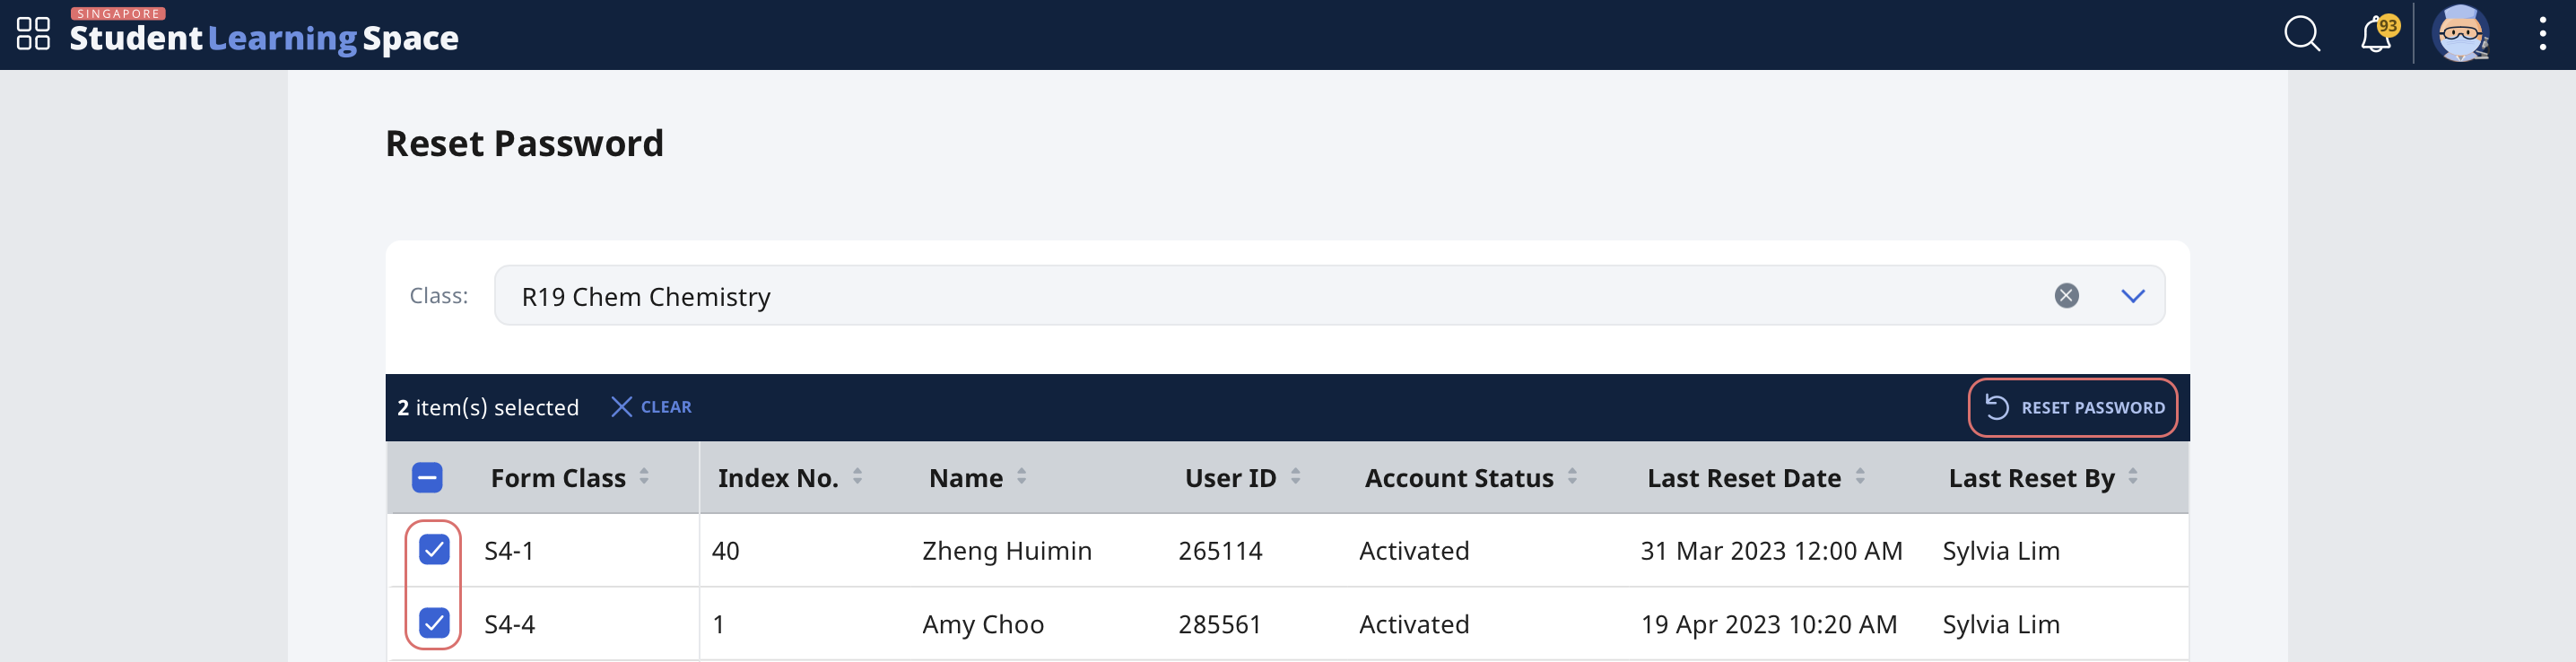 SINGAPORE
Student Learning Space
93
Reset Password
Class: R19 Chem Chemistry
2 item(s) selected CLEAR RESET PASSWORD
Form Class Index No. Name User ID Account Status Last Reset Date Last Reset By
S4-1 40 Zheng Huimin 265114 Activated 31 Mar 2023 12:00 AM Sylvia Lim
S4-4 1 Amy Choo 285561 Activated 19 Apr 2023 10:20 AM Sylvia Lim